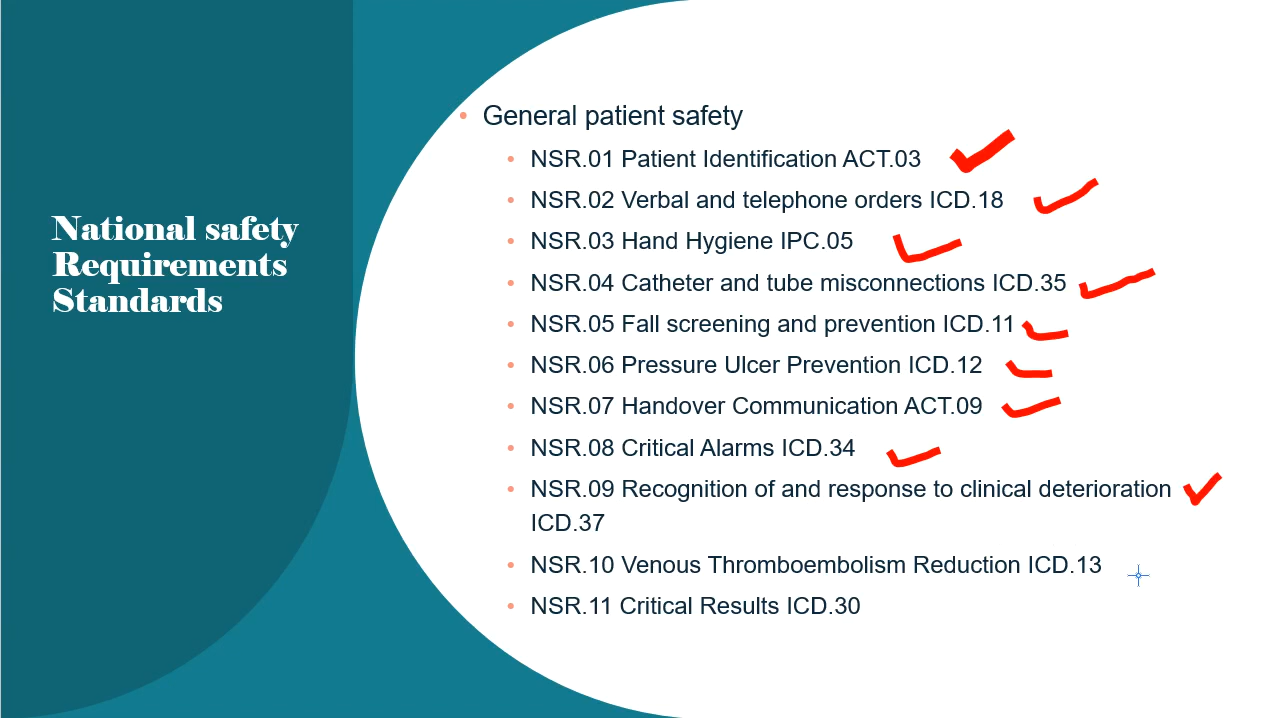 National safety
Requirements
Standards
General patient safety
NSR.01 Patient Identification ACT.03
NSR.02 Verbal and telephone orders ICD.18
NSR.03 Hand Hygiene IPC.05
NSR.04 Catheter and tube misconnections ICD.35
NSR.05 Fall screening and prevention ICD.11
NSR.06 Pressure Ulcer Prevention ICD.12
NSR.07 Handover Communication ACT.09
NSR.08 Critical Alarms ICD.34
NSR.09 Recognition of and response to clinical deterioration
ICD.37
NSR.10 Venous Thromboembolism Reduction ICD.13
NSR.11 Critical Results ICD.30